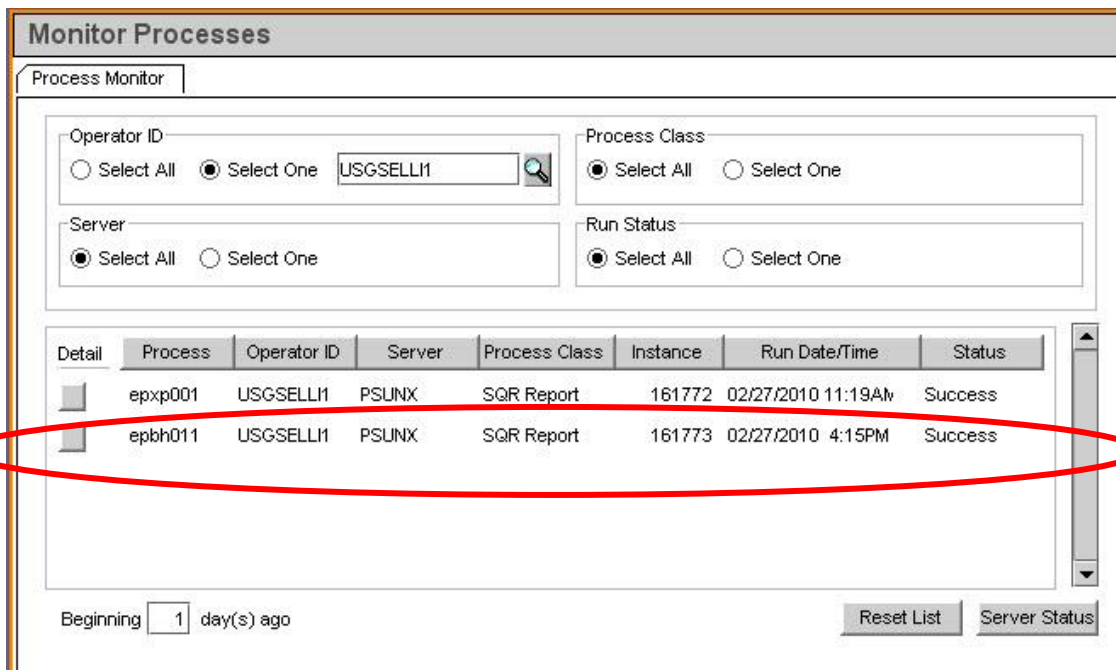 Monitor Processes
Process Monitor
Operator ID
Select All Select One USGSELLI1
Process Class
Select All Select One
Server
Select All Select One
Run Status
Select All Select One
Detail Process Operator ID Server Process Class Instance Run Date/Time Status
epxp001 USGSELLI1 PSUNX SQR Report 161772 02/27/2010 11:19AM Success
epbh011 USGSELLI1 PSUNX SQR Report 161773 02/27/2010 4:15PM Success
Beginning 1 day(s) ago Reset List Server Status